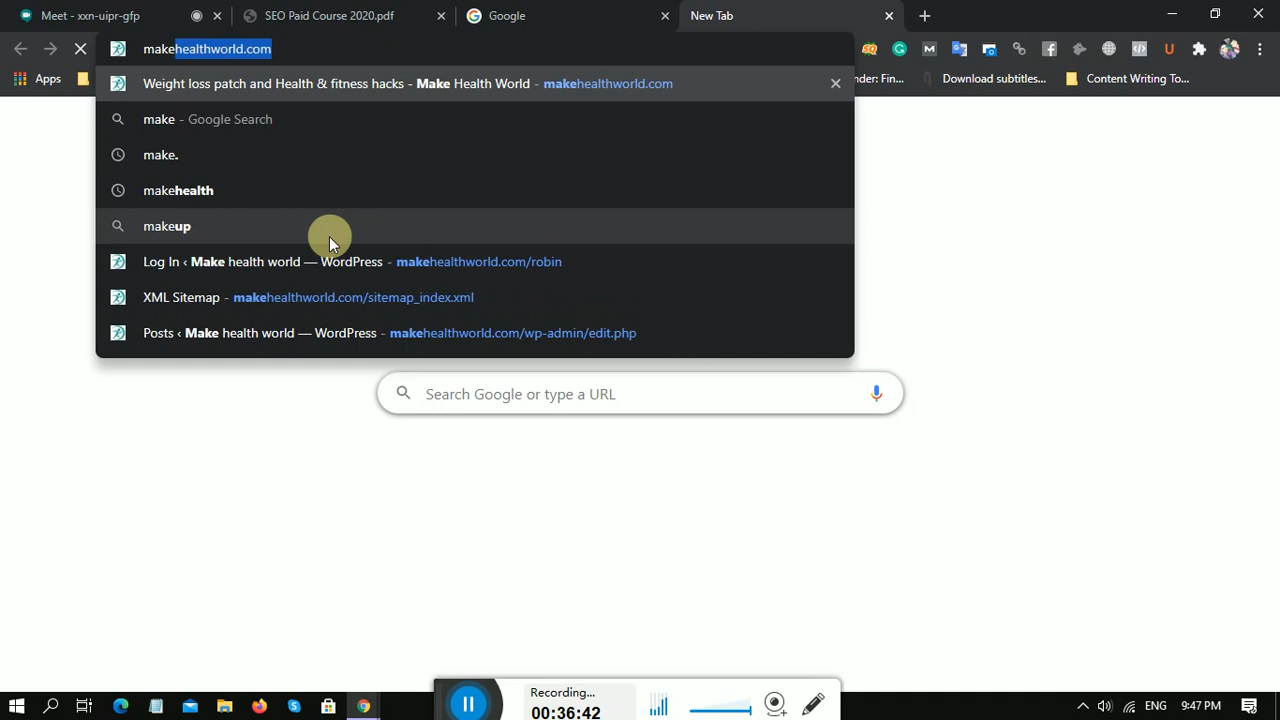 Meet - xxn-uipr-gfp
SEO Paid Course 2020.pdf
Google
New Tab
makehealthworld.com
Apps
nder: Fin...
Download subtitles...
Content Writing To...
Weight loss patch and Health & fitness hacks - Make Health World - makehealthworld.com
make - Google Search
make.
makehealth
makeup
Log In ‹ Make health world — WordPress - makehealthworld.com/robin
XML Sitemap - makehealthworld.com/sitemap_index.xml
Posts ‹ Make health world — WordPress - makehealthworld.com/wp-admin/edit.php
Search Google or type a URL
Recording...
00:36:42
ENG
9:47 PM